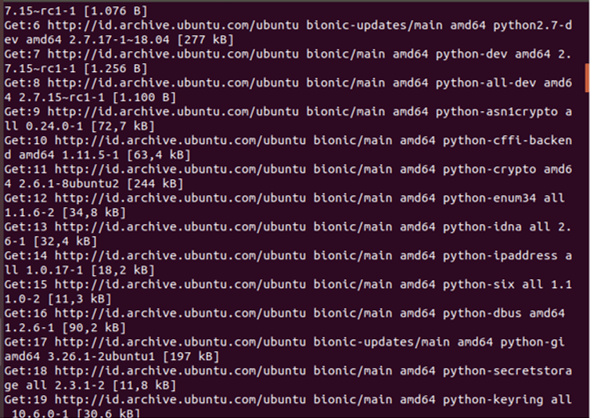 7.15~rc1-1 [1.076 B]
Get:6 http://id.archive.ubuntu.com/ubuntu bionic-updates/main amd64 python2.7-d
ev amd64 2.7.17-1~18.04 [277 kB]
Get:7 http://id.archive.ubuntu.com/ubuntu bionic/main amd64 python-dev amd64 2.
7.15~rc1-1 [1.256 B]
Get:8 http://id.archive.ubuntu.com/ubuntu bionic/main amd64 python-all-dev amd6
4 2.7.15~rc1-1 [1.100 B]
Get:9 http://id.archive.ubuntu.com/ubuntu bionic/main amd64 python-asn1crypto a
ll 0.24.0-1 [72,7 kB]
Get:10 http://id.archive.ubuntu.com/ubuntu bionic/main amd64 python-cffi-backen
d amd64 1.11.5-1 [63,4 kB]
Get:11 http://id.archive.ubuntu.com/ubuntu bionic/main amd64 python-crypto amd6
4 2.6.1-8ubuntu2 [244 kB]
Get:12 http://id.archive.ubuntu.com/ubuntu bionic/main amd64 python-enum34 all
1.1.6-2 [34,8 kB]
Get:13 http://id.archive.ubuntu.com/ubuntu bionic/main amd64 python-idna all 2.
6-1 [32,4 kB]
Get:14 http://id.archive.ubuntu.com/ubuntu bionic/main amd64 python-ipaddress a
ll 1.0.17-1 [18,2 kB]
Get:15 http://id.archive.ubuntu.com/ubuntu bionic/main amd64 python-six all 1.1
1.0-2 [11,3 kB]
Get:16 http://id.archive.ubuntu.com/ubuntu bionic/main amd64 python-dbus amd64
1.2.6-1 [90,2 kB]
Get:17 http://id.archive.ubuntu.com/ubuntu bionic-updates/main amd64 python-gi
amd64 3.26.1-2ubuntu1 [197 kB]
Get:18 http://id.archive.ubuntu.com/ubuntu bionic/main amd64 python-secretstora
ge all 2.3.1-2 [11,8 kB]
Get:19 http://id.archive.ubuntu.com/ubuntu bionic/main amd64 python-keyring all
10.6.0-1 [30,6 kB]